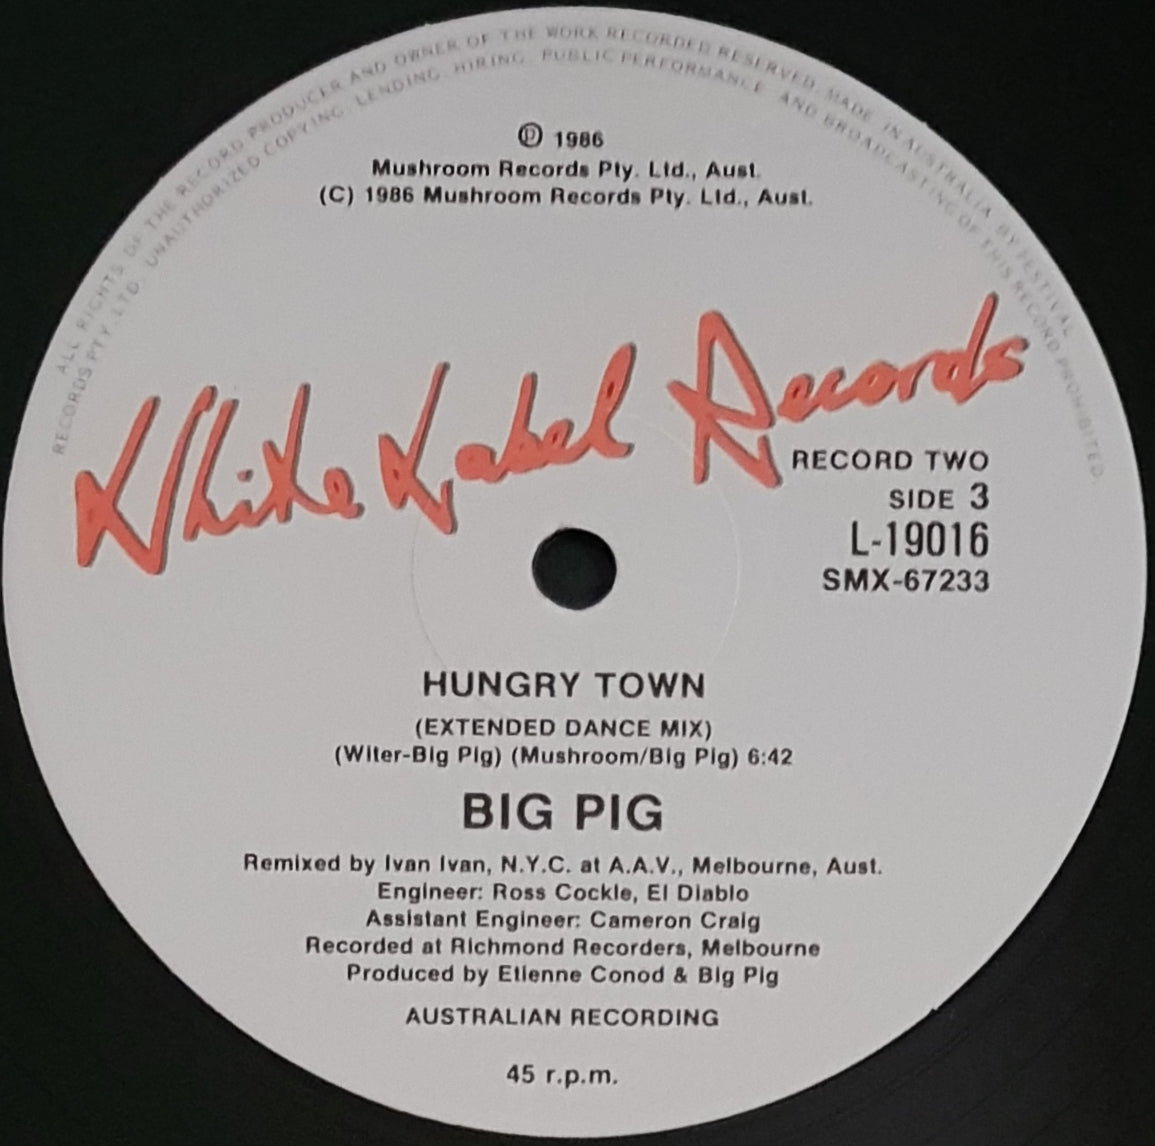 ALL RIGHTS OF THE RECORD PRODUCER AND OWNER OF THE WORK RECORDED RESERVED. MADE IN AUSTRALIA BY FESTIVAL
RECORDS PTY. LTD. UNAUTHORIZED COPYING, LENDING, HIRING, PUBLIC PERFORMANCE AND BROADCASTING OF THIS RECORD PROHIBITED.
Ⓟ 1986
Mushroom Records Pty. Ltd., Aust.
(C) 1986 Mushroom Records Pty. Ltd., Aust.
White Label Records
RECORD TWO
SIDE 3
L-19016
SMX-67233
HUNGRY TOWN
(EXTENDED DANCE MIX)
(Witer-Big Pig) (Mushroom/Big Pig) 6:42
BIG PIG
Remixed by Ivan Ivan, N.Y.C. at A.A.V., Melbourne, Aust.
Engineer: Ross Cockle, El Diablo
Assistant Engineer: Cameron Craig
Recorded at Richmond Recorders, Melbourne
Produced by Etienne Conod & Big Pig
AUSTRALIAN RECORDING
45 r.p.m.